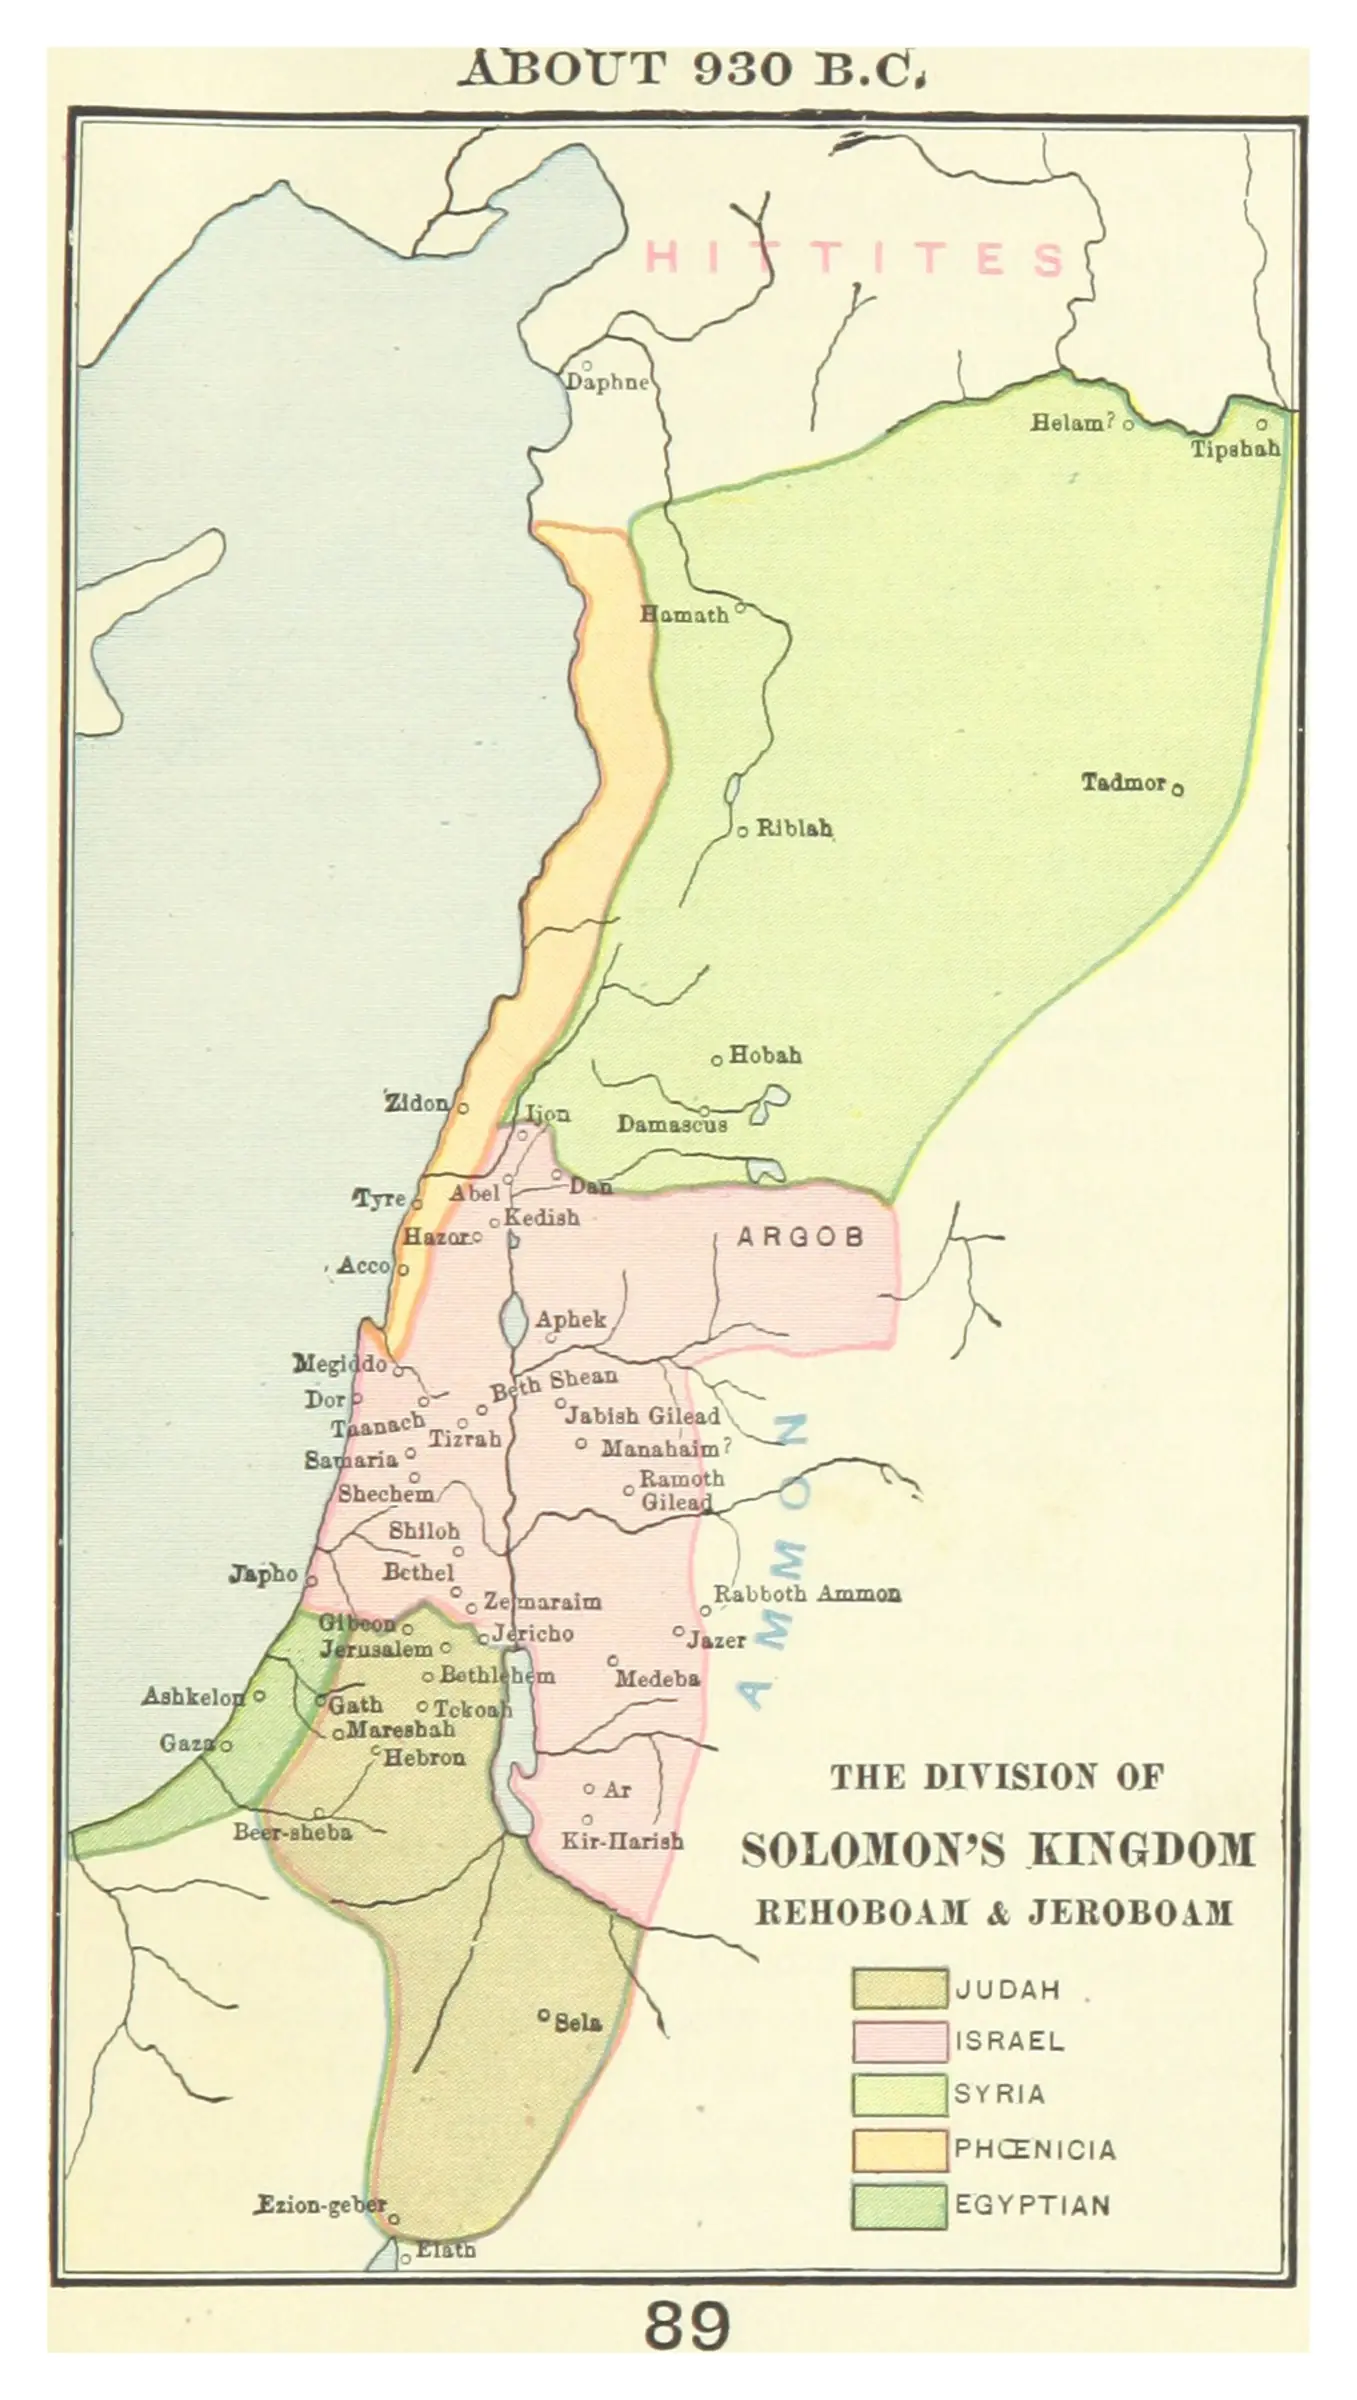 ABOUT 930 B.C.
HITTITES
Daphne
Helam?
Tipshah
Hamath
Tadmor
Riblah
Hobah
Zidon
Ijon
Damascus
Tyre
Abel
Dan
Kedish
Hazor
ARGOB
Acco
Aphek
Megiddo
Beth Shean
Dor
Jabish Gilead
Taanach
Tizrah
Manahaim?
Samaria
Ramoth
Gilead
Shechem
AMMON
Shiloh
Bethel
Japho
Zemaraim
Rabboth Ammon
Gibeon
Jericho
Jazer
Jerusalem
Bethlehem
Medeba
Ashkelon
Gath
Tekoah
Mareshah
Gaza
Hebron
Ar
Beer-sheba
Kir-Harish
THE DIVISION OF
SOLOMON'S KINGDOM
REHOBOAM & JEROBOAM
JUDAH
ISRAEL
Sela
SYRIA
PHŒNICIA
EGYPTIAN
Ezion-geber
Elath
89